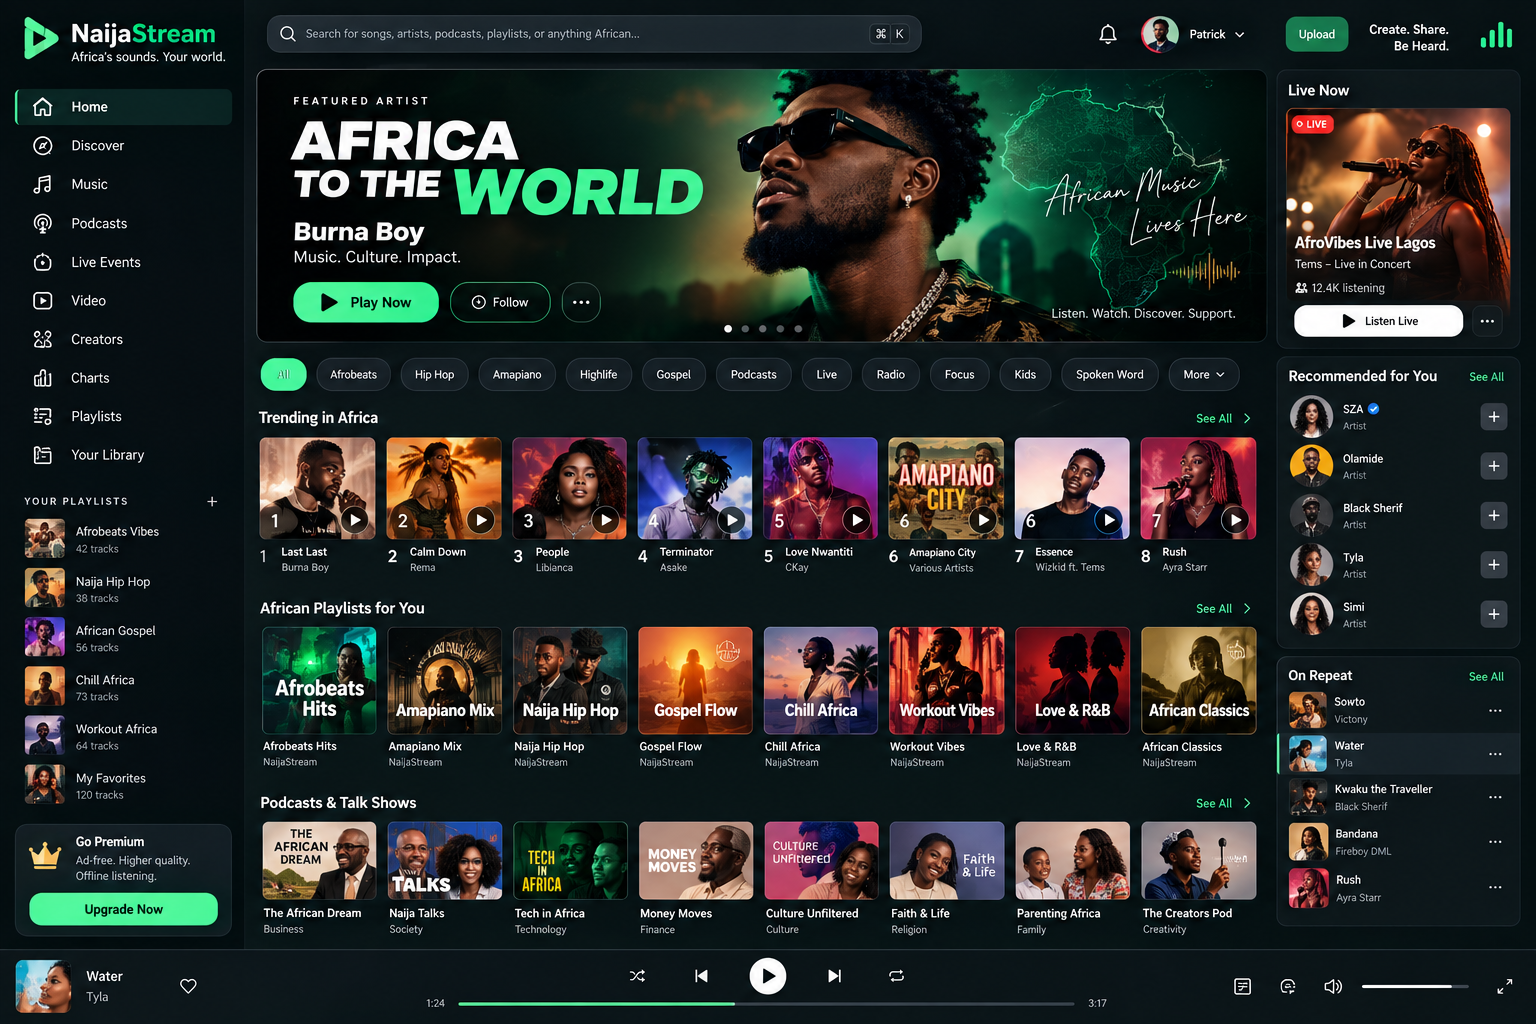 NaijaStream
Africa's sounds. Your world.
Search for songs, artists, podcasts, playlists, or anything African...
⌘ K
Patrick
Upload
Create. Share.
Be Heard.
Home
Discover
Music
Podcasts
Live Events
Video
Creators
Charts
Playlists
Your Library
YOUR PLAYLISTS
Afrobeats Vibes
42 tracks
Naija Hip Hop
38 tracks
African Gospel
56 tracks
Chill Africa
73 tracks
Workout Africa
64 tracks
My Favorites
120 tracks
Go Premium
Ad-free. Higher quality.
Offline listening.
Upgrade Now
FEATURED ARTIST
AFRICA
TO THE WORLD
Burna Boy
Music. Culture. Impact.
Play Now
Follow
African Music
Lives Here
Listen. Watch. Discover. Support.
All
Afrobeats
Hip Hop
Amapiano
Highlife
Gospel
Podcasts
Live
Radio
Focus
Kids
Spoken Word
More
Trending in Africa
See All
1
2
3
4
5
AMAPIANO
CITY
6
6
7
1 Last Last
Burna Boy
2 Calm Down
Rema
3 People
Libianca
4 Terminator
Asake
5 Love Nwantiti
CKay
6 Amapiano City
Various Artists
7 Essence
Wizkid ft. Tems
8 Rush
Ayra Starr
African Playlists for You
See All
Afrobeats
Hits
Amapiano Mix
Naija Hip Hop
Gospel Flow
Chill Africa
Workout Vibes
Love & R&B
African Classics
Afrobeats Hits
NaijaStream
Amapiano Mix
NaijaStream
Naija Hip Hop
NaijaStream
Gospel Flow
NaijaStream
Chill Africa
NaijaStream
Workout Vibes
NaijaStream
Love & R&B
NaijaStream
African Classics
NaijaStream
Podcasts & Talk Shows
See All
THE
AFRICAN
DREAM
TALKS
TECH
IN
AFRICA
MONEY
MOVES
CULTURE
UNFILTERED
Faith
& Life
The African Dream
Business
Naija Talks
Society
Tech in Africa
Technology
Money Moves
Finance
Culture Unfiltered
Culture
Faith & Life
Religion
Parenting Africa
Family
The Creators Pod
Creativity
Live Now
LIVE
AfroVibes Live Lagos
Tems – Live in Concert
12.4K listening
Listen Live
Recommended for You
See All
SZA
Artist
Olamide
Artist
Black Sherif
Artist
Tyla
Artist
Simi
Artist
On Repeat
See All
Sowto
Victony
Water
Tyla
Kwaku the Traveller
Black Sherif
Bandana
Fireboy DML
Rush
Ayra Starr
Water
Tyla
1:24
3:17